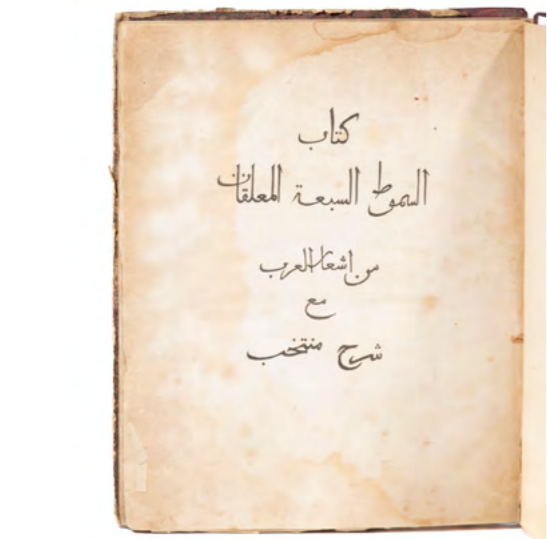 كتاب
السموط السبعة المعلقات
من اشعار العرب
مع
شرح منتخب